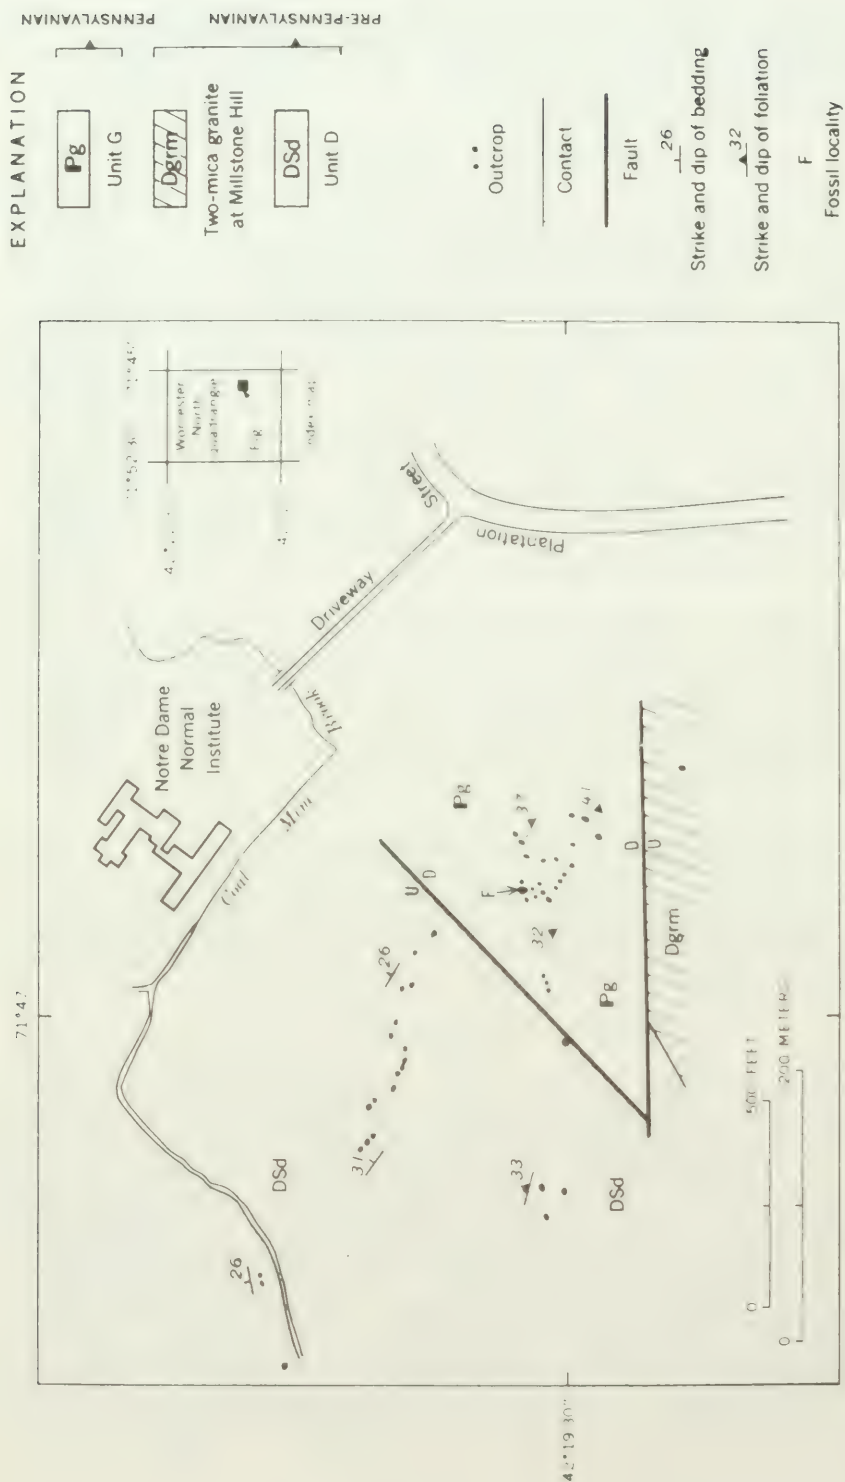 EXPLANATION
Pg
Unit G
PENNSYLVANIAN
Dgrm
Two-mica granite
at Millstone Hill
DSd
Unit D
PRE-PENNSYLVANIAN
Outcrop
Contact
Fault
26
Strike and dip of bedding
32
Strike and dip of foliation
F
Fossil locality
71°47'
Worcester
North
Notre Dame
Normal
Institute
Coal
Mine
Brook
Driveway
Plantation
Street
26
DSd
31
26
U
D
Pg
F
37
41
32
Pg
33
DSd
D
U
Dgrm
42°19'30"
0
500 FEET
0
200 METERS